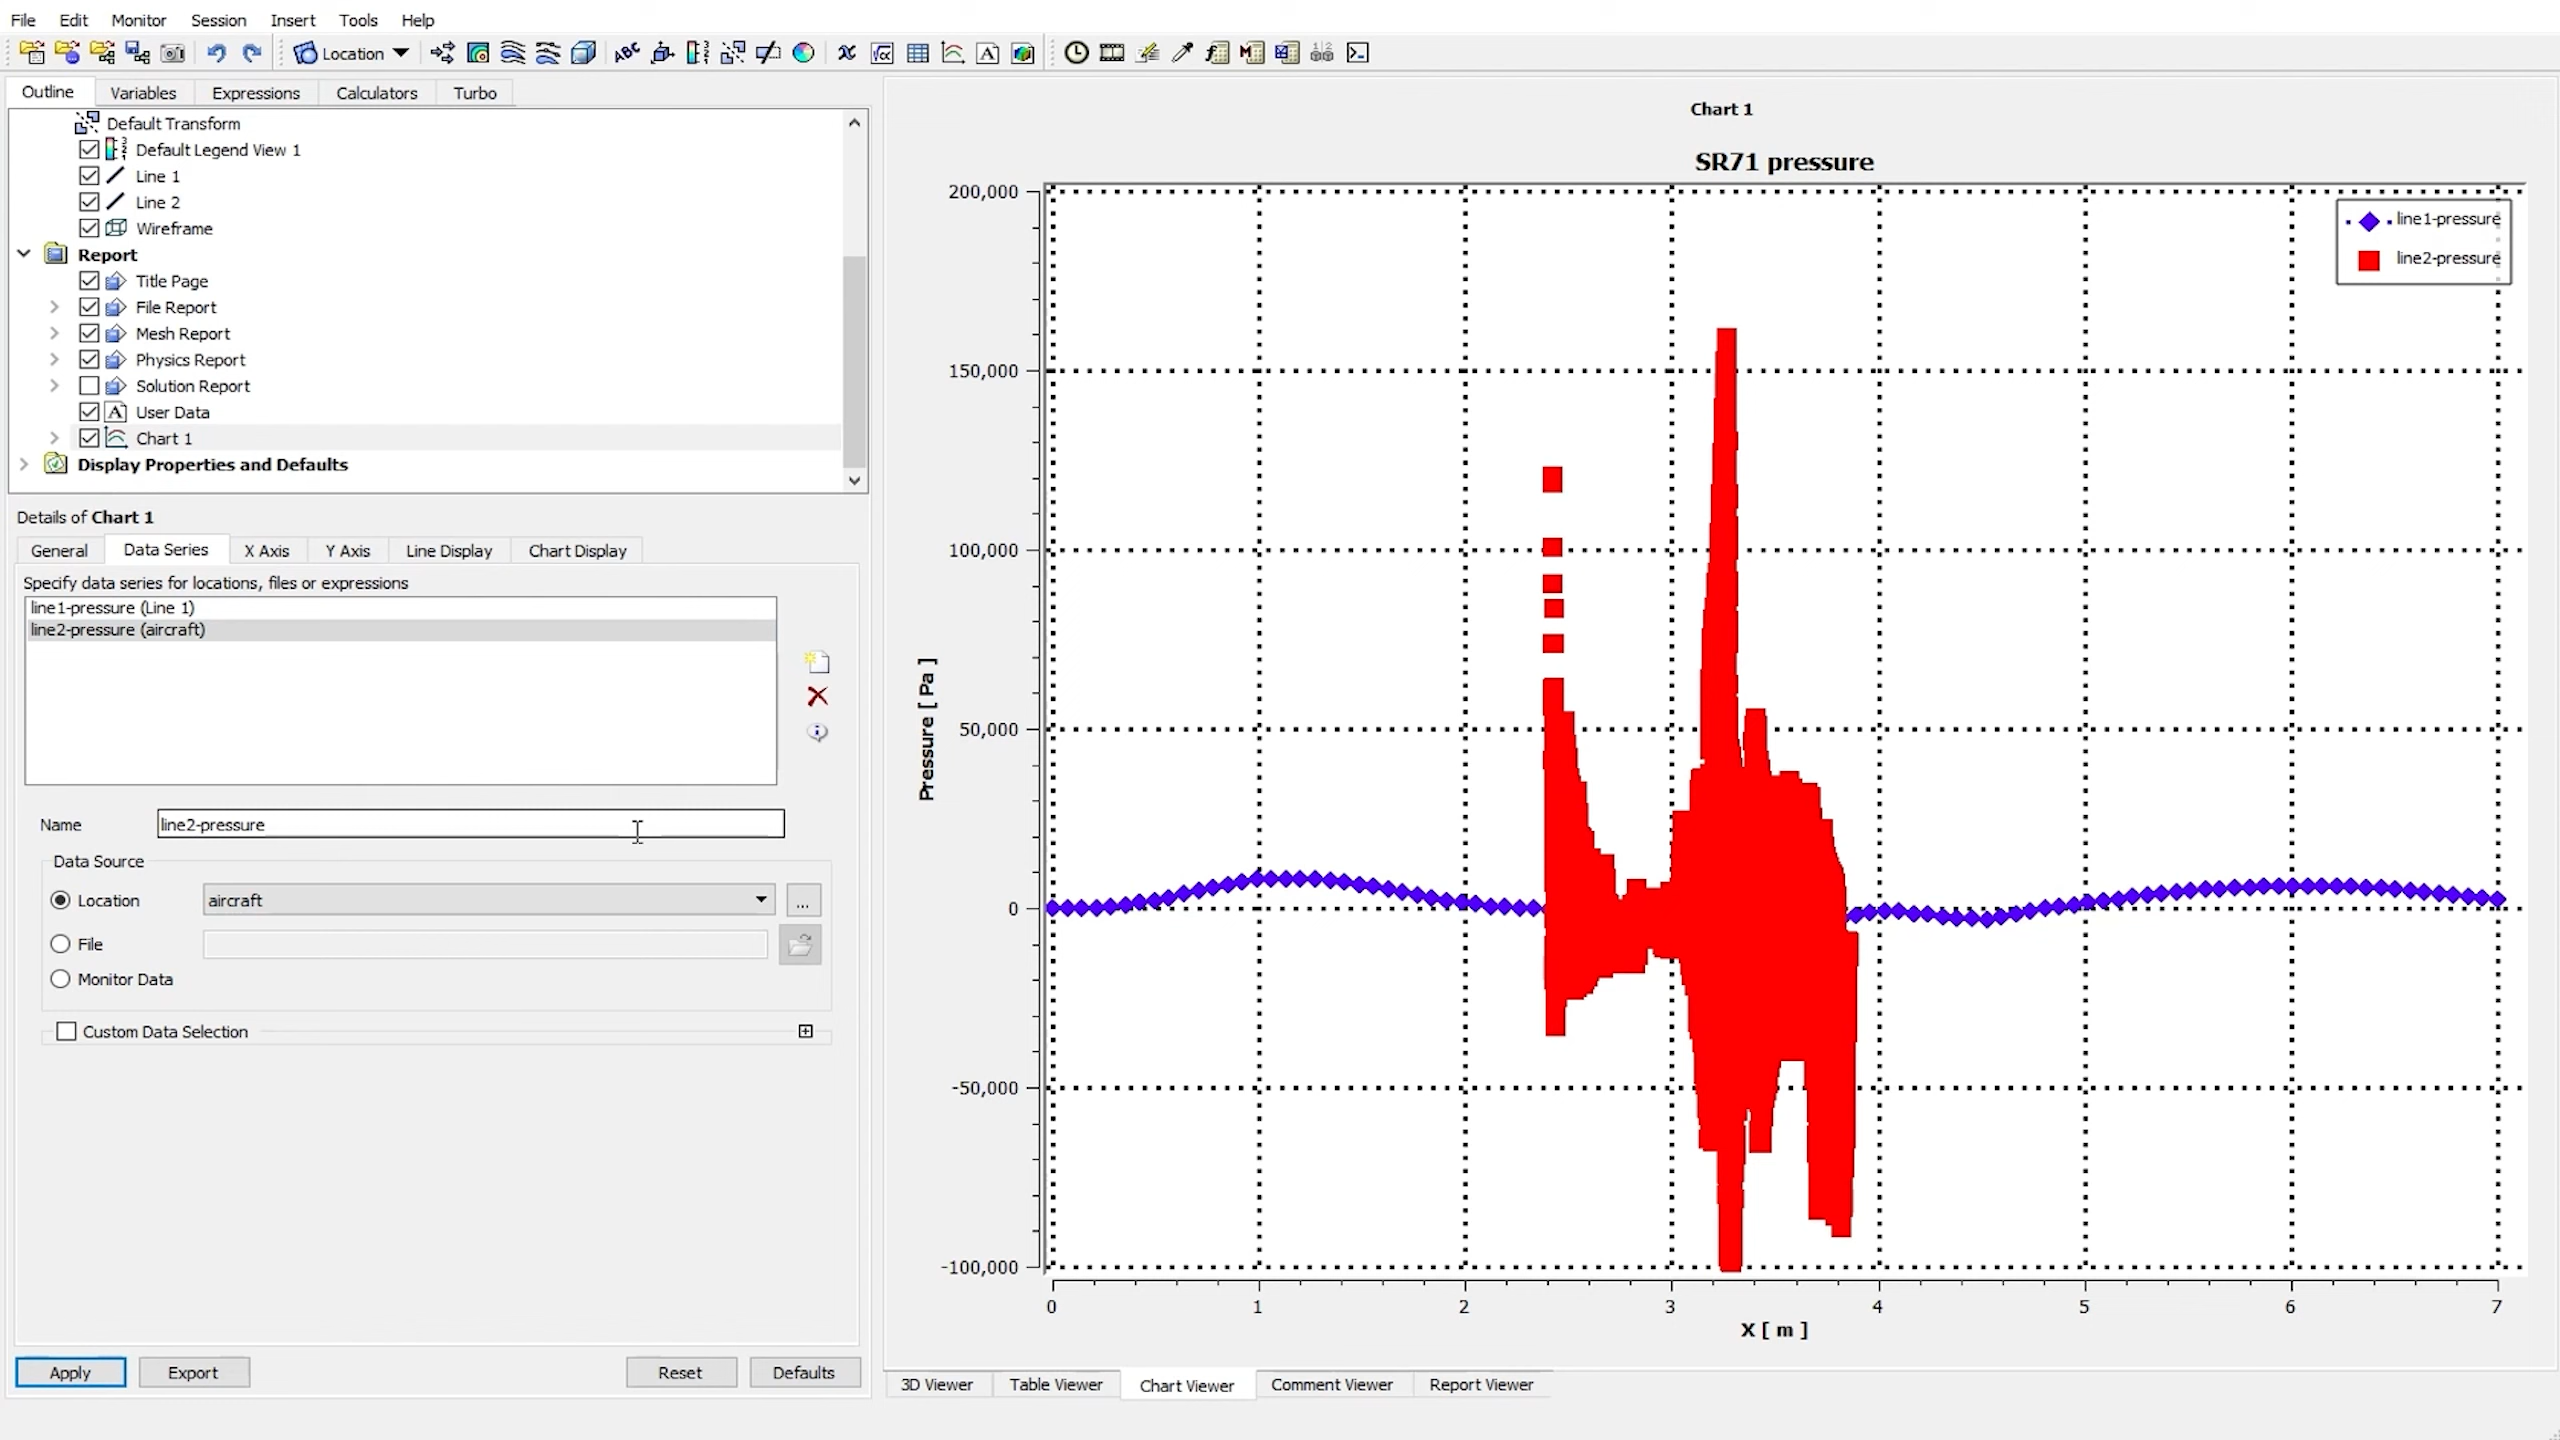 File Edit Monitor Session Insert Tools Help
Location
Outline Variables Expressions Calculators Turbo
Default Transform
Default Legend View 1
Line 1
Line 2
Wireframe
Report
Title Page
File Report
Mesh Report
Physics Report
Solution Report
User Data
Chart 1
Display Properties and Defaults
Details of Chart 1
General Data Series X Axis Y Axis Line Display Chart Display
Specify data series for locations, files or expressions
line1-pressure (Line 1)
line2-pressure (aircraft)
Name line2-pressure
Data Source
Location aircraft ...
File
Monitor Data
Custom Data Selection
Apply Export Reset Defaults
Chart 1
SR71 pressure
line1-pressure
line2-pressure
200,000
150,000
100,000
50,000
0
-50,000
-100,000
Pressure [ Pa ]
0 1 2 3 4 5 6 7
X [ m ]
3D Viewer Table Viewer Chart Viewer Comment Viewer Report Viewer